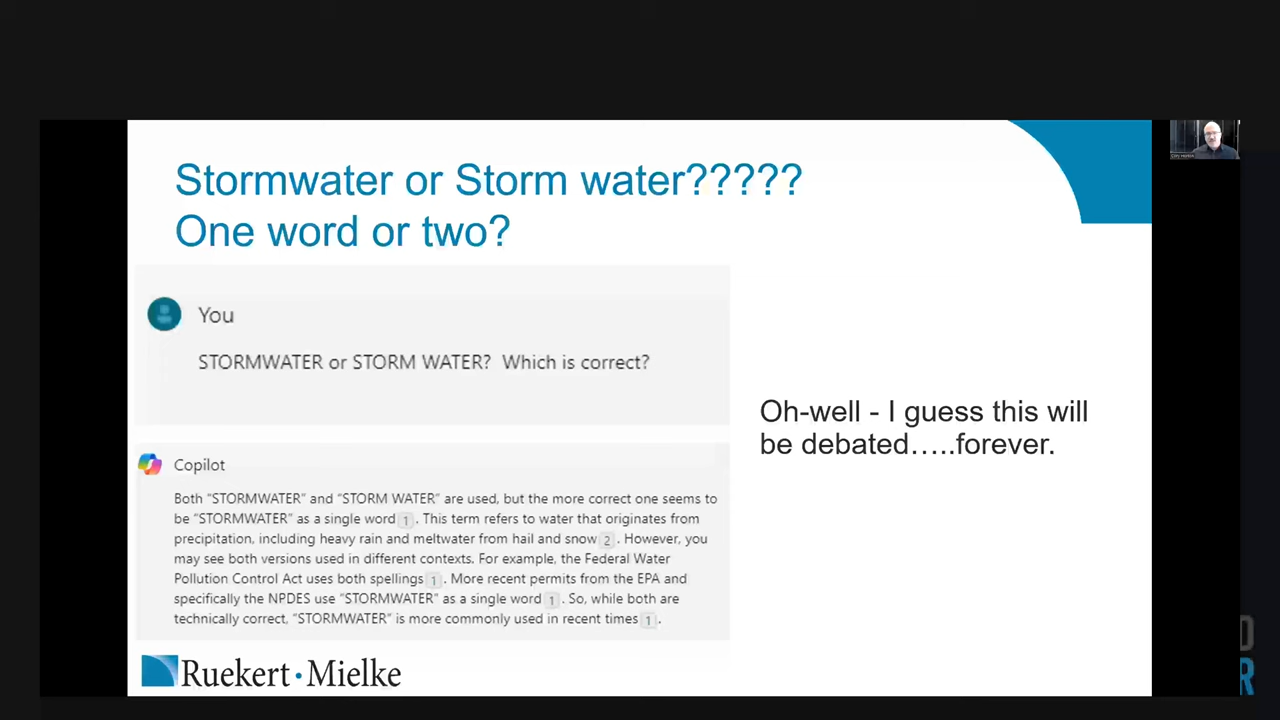 Stormwater or Storm water?????
One word or two?
You
STORMWATER or STORM WATER? Which is correct?
Copilot
Both "STORMWATER" and "STORM WATER" are used, but the more correct one seems to
be "STORMWATER" as a single word 1 . This term refers to water that originates from
precipitation, including heavy rain and meltwater from hail and snow 2 . However, you
may see both versions used in different contexts. For example, the Federal Water
Pollution Control Act uses both spellings 1 . More recent permits from the EPA and
specifically the NPDES use "STORMWATER" as a single word 1 . So, while both are
technically correct, "STORMWATER" is more commonly used in recent times 1 .
Oh-well - I guess this will
be debated…..forever.
Ruekert·Mielke
R